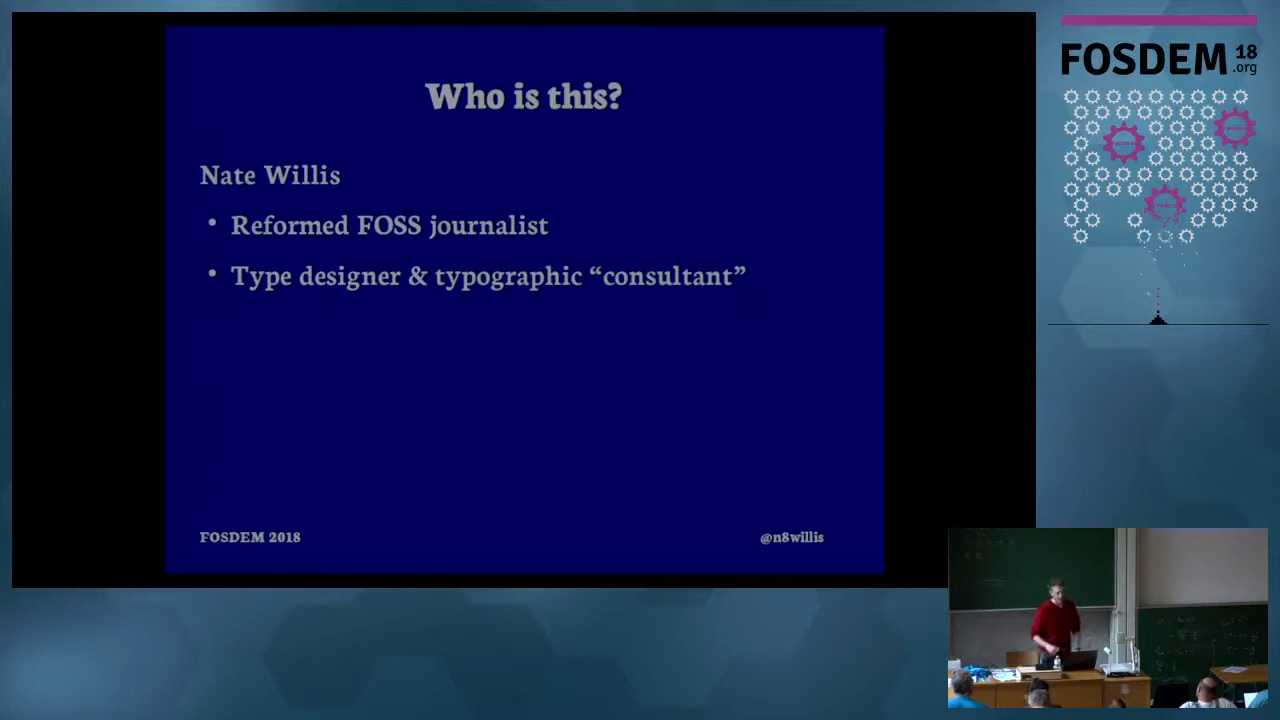 Who is this?
Nate Willis
• Reformed FOSS journalist
• Type designer & typographic “consultant”
FOSDEM 2018
@n8willis
FOSDEM 18
.org